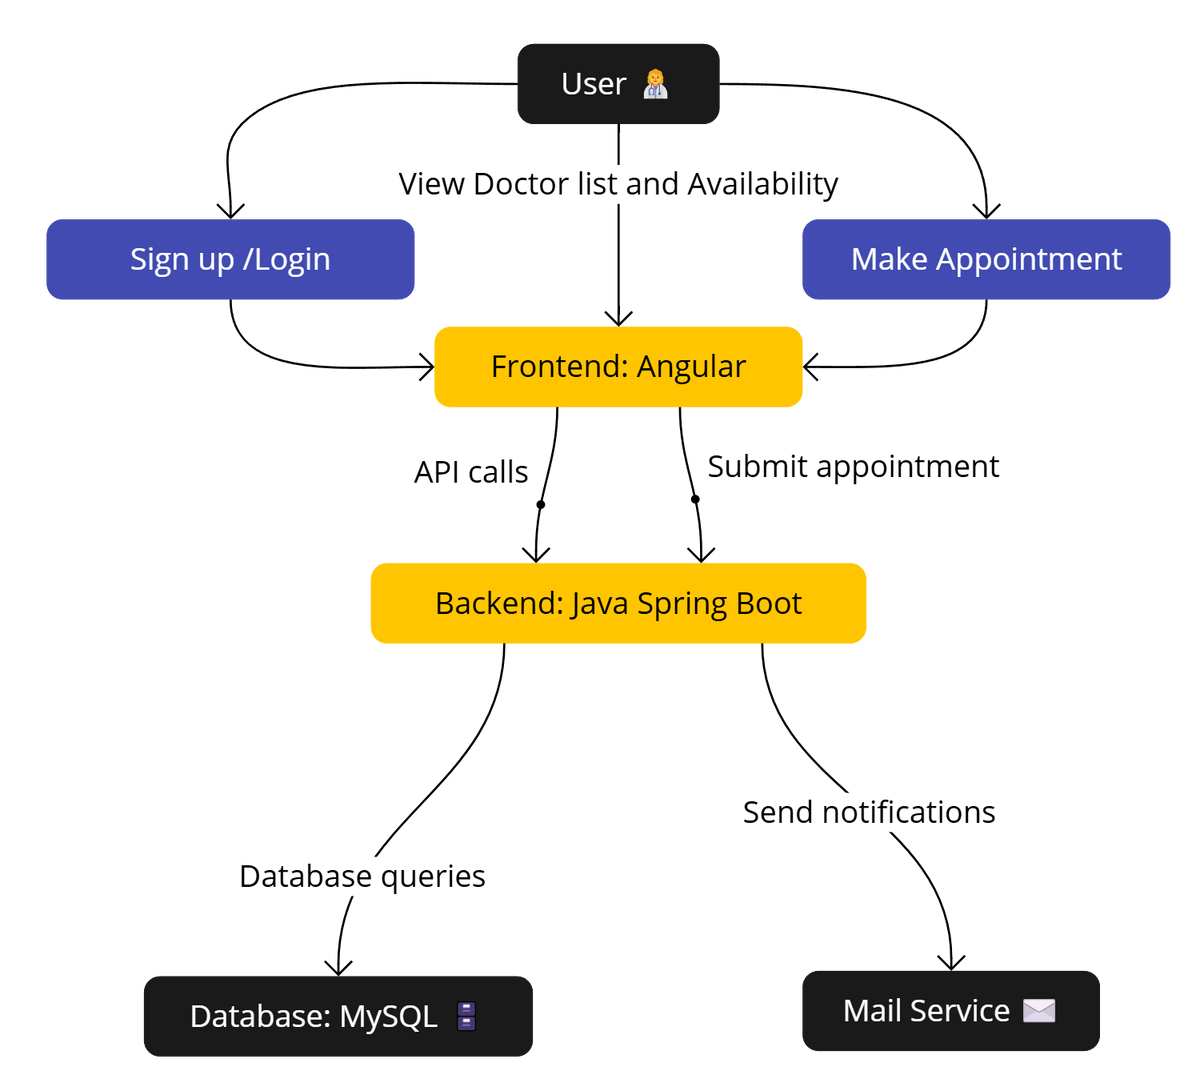 User
View Doctor list and Availability
Sign up /Login
Make Appointment
Frontend: Angular
API calls
Submit appointment
Backend: Java Spring Boot
Send notifications
Database queries
Database: MySQL
Mail Service